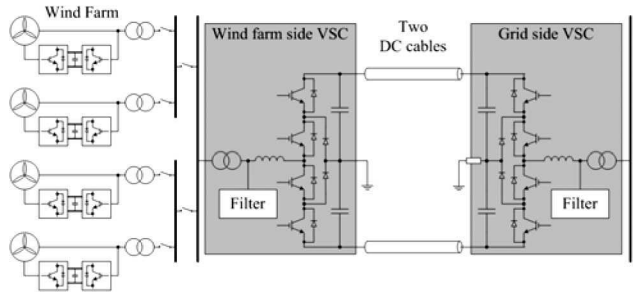 Wind Farm
Wind farm side VSC
Two
DC cables
Grid side VSC
Filter
Filter